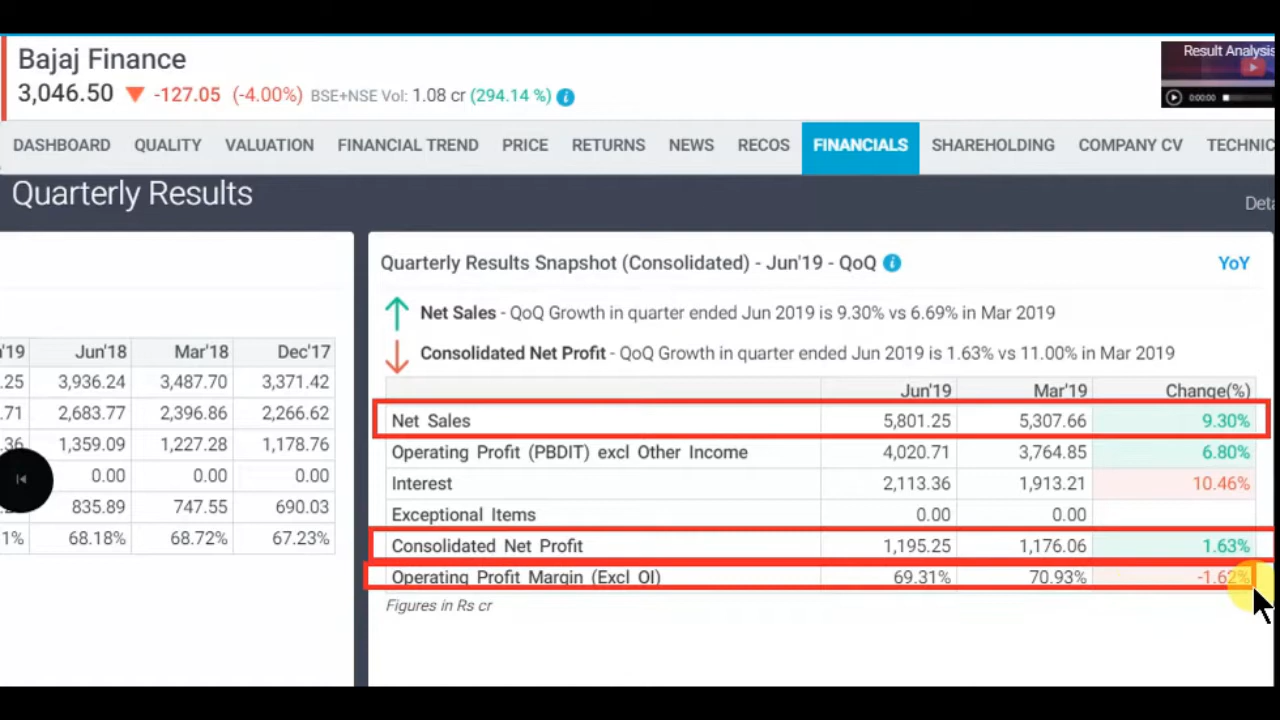 Bajaj Finance
3,046.50 ▼ -127.05 (-4.00%) BSE+NSE Vol: 1.08 cr (294.14 %) i
Result Analysis
0:00:00
DASHBOARD QUALITY VALUATION FINANCIAL TREND PRICE RETURNS NEWS RECOS FINANCIALS SHAREHOLDING COMPANY CV TECHNIC
Quarterly Results
Deta
'19 Jun'18 Mar'18 Dec'17
.25 3,936.24 3,487.70 3,371.42
.71 2,683.77 2,396.86 2,266.62
.36 1,359.09 1,227.28 1,178.76
0.00 0.00 0.00
835.89 747.55 690.03
1% 68.18% 68.72% 67.23%
Quarterly Results Snapshot (Consolidated) - Jun'19 - QoQ i YoY
Net Sales - QoQ Growth in quarter ended Jun 2019 is 9.30% vs 6.69% in Mar 2019
Consolidated Net Profit - QoQ Growth in quarter ended Jun 2019 is 1.63% vs 11.00% in Mar 2019
Jun'19 Mar'19 Change(%)
Net Sales 5,801.25 5,307.66 9.30%
Operating Profit (PBDIT) excl Other Income 4,020.71 3,764.85 6.80%
Interest 2,113.36 1,913.21 10.46%
Exceptional Items 0.00 0.00
Consolidated Net Profit 1,195.25 1,176.06 1.63%
Operating Profit Margin (Excl OI) 69.31% 70.93% -1.62%
Figures in Rs cr